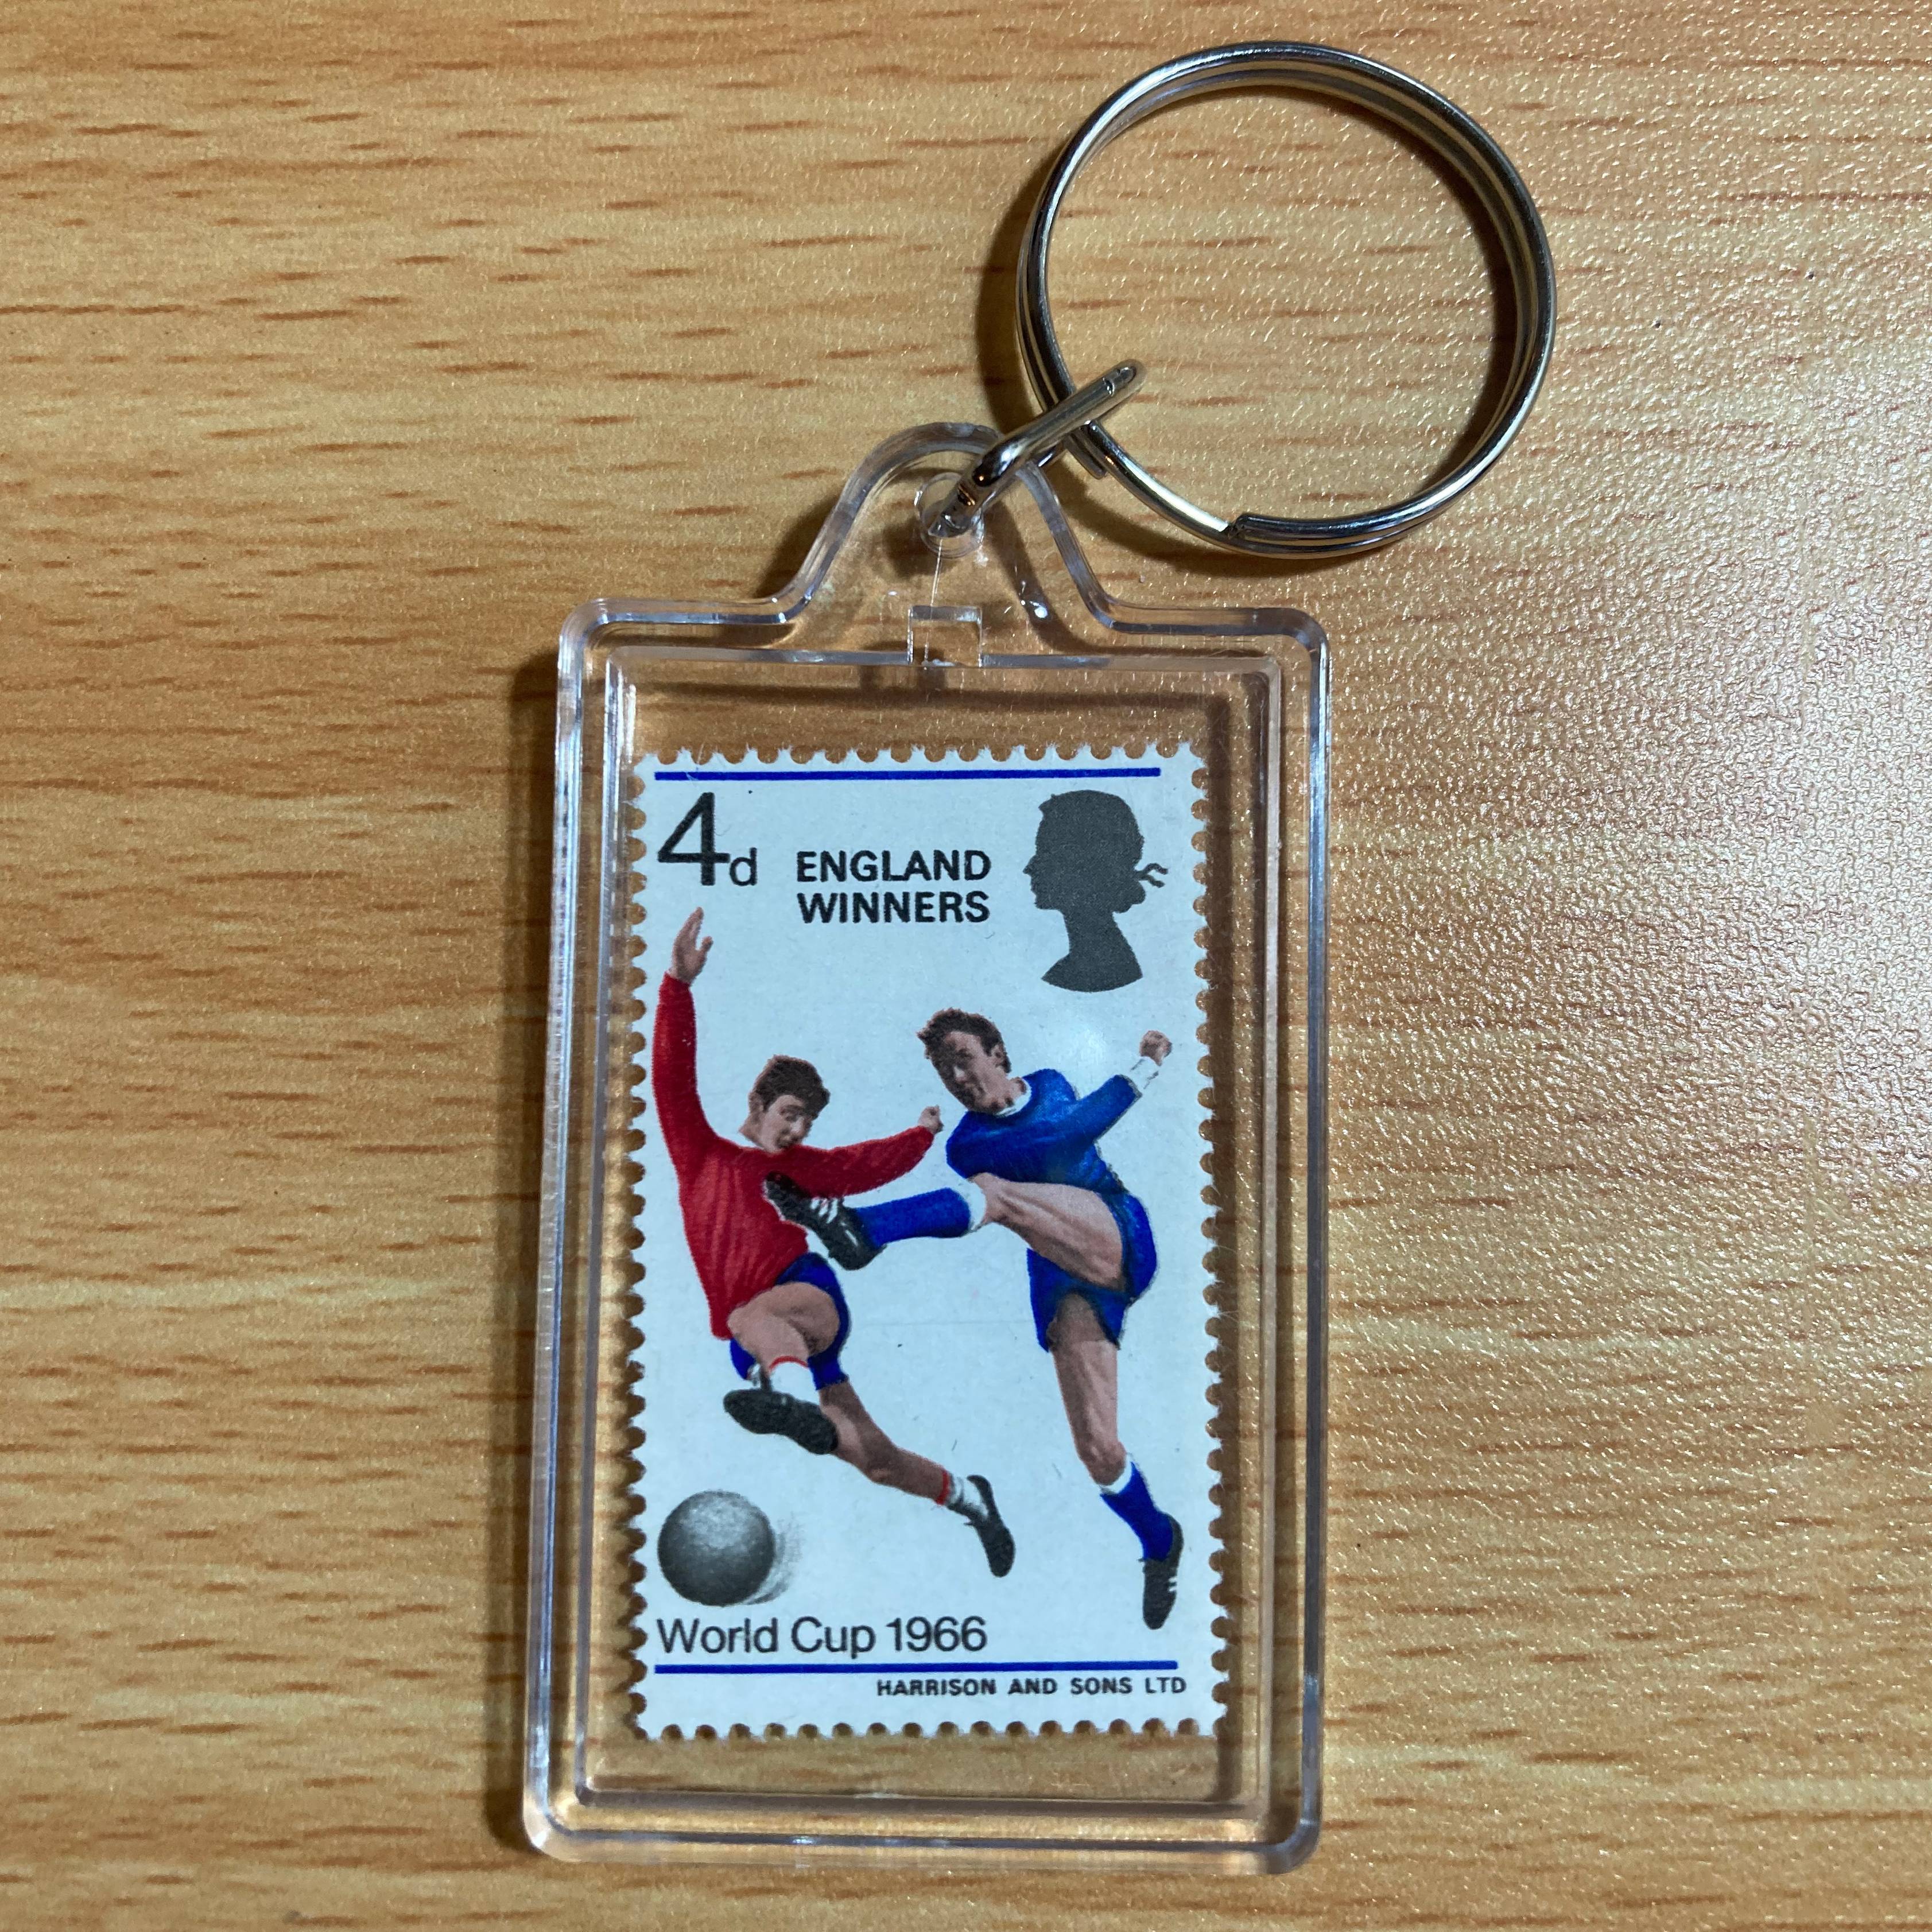 4d
ENGLAND
WINNERS
World Cup 1966
HARRISON AND SONS LTD